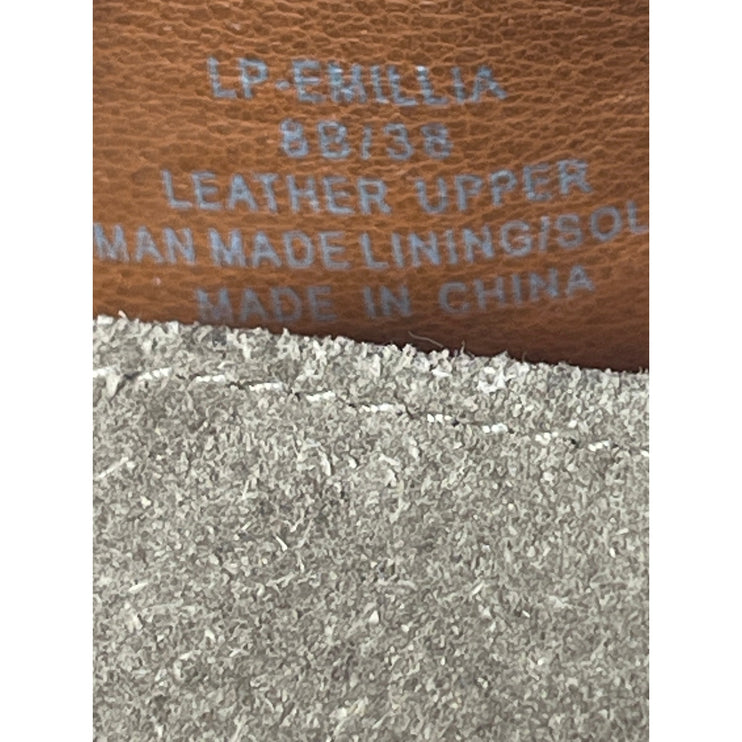 LP-EMILLIA
8B/38
LEATHER UPPER
MAN MADE LINING/SOL
MADE IN CHINA